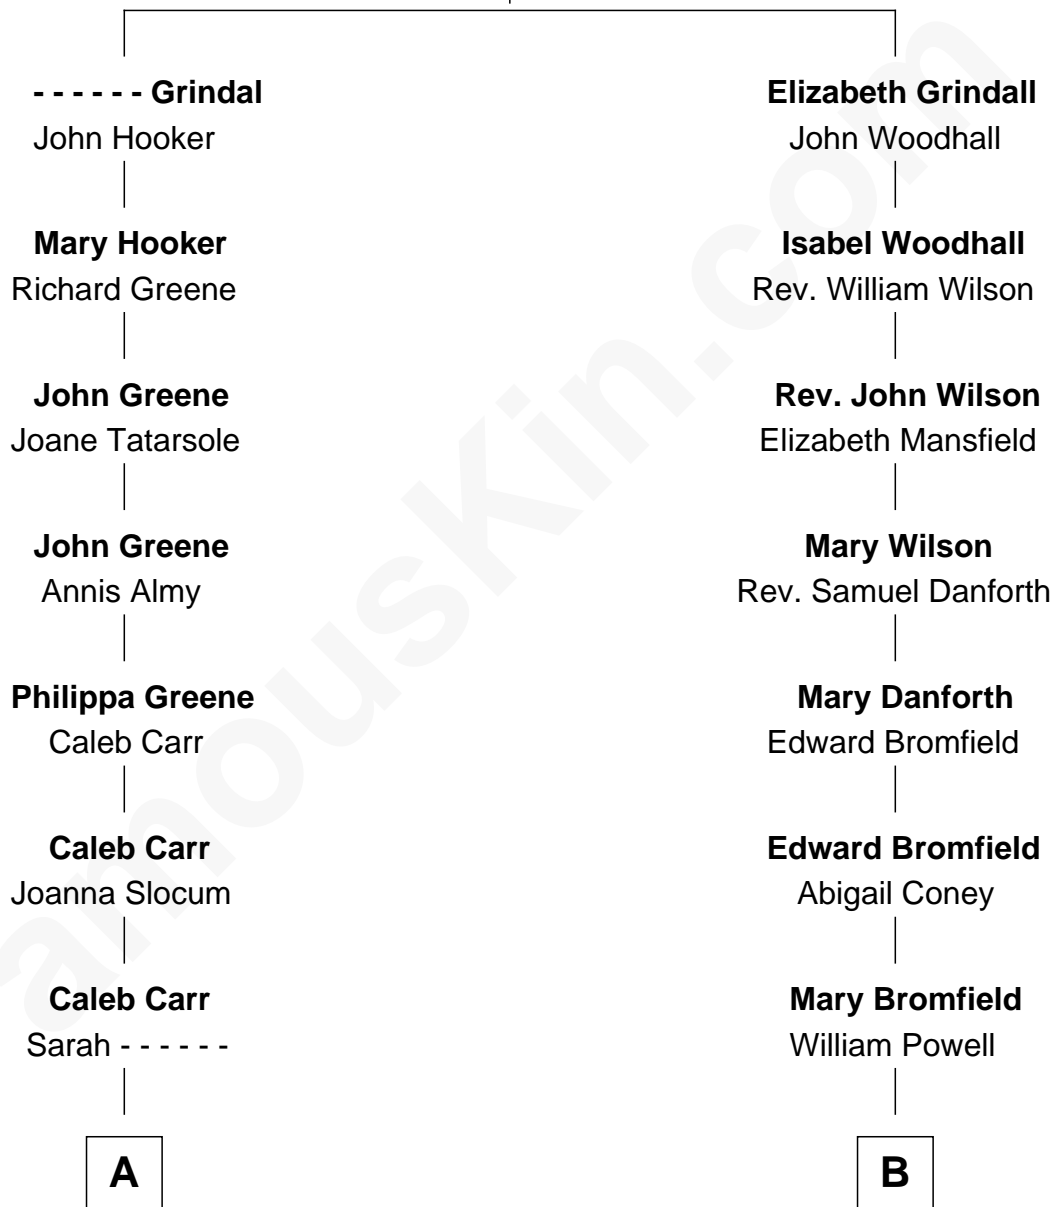 - - - - - - Grindal
John Hooker
Mary Hooker
Richard Greene
John Greene
Joane Tatarsole
John Greene
Annis Almy
Philippa Greene
Caleb Carr
Caleb Carr
Joanna Slocum
Caleb Carr
Sarah - - - - - -
A
Elizabeth Grindall
John Woodhall
Isabel Woodhall
Rev. William Wilson
Rev. John Wilson
Elizabeth Mansfield
Mary Wilson
Rev. Samuel Danforth
Mary Danforth
Edward Bromfield
Edward Bromfield
Abigail Coney
Mary Bromfield
William Powell
B
amouskin.com